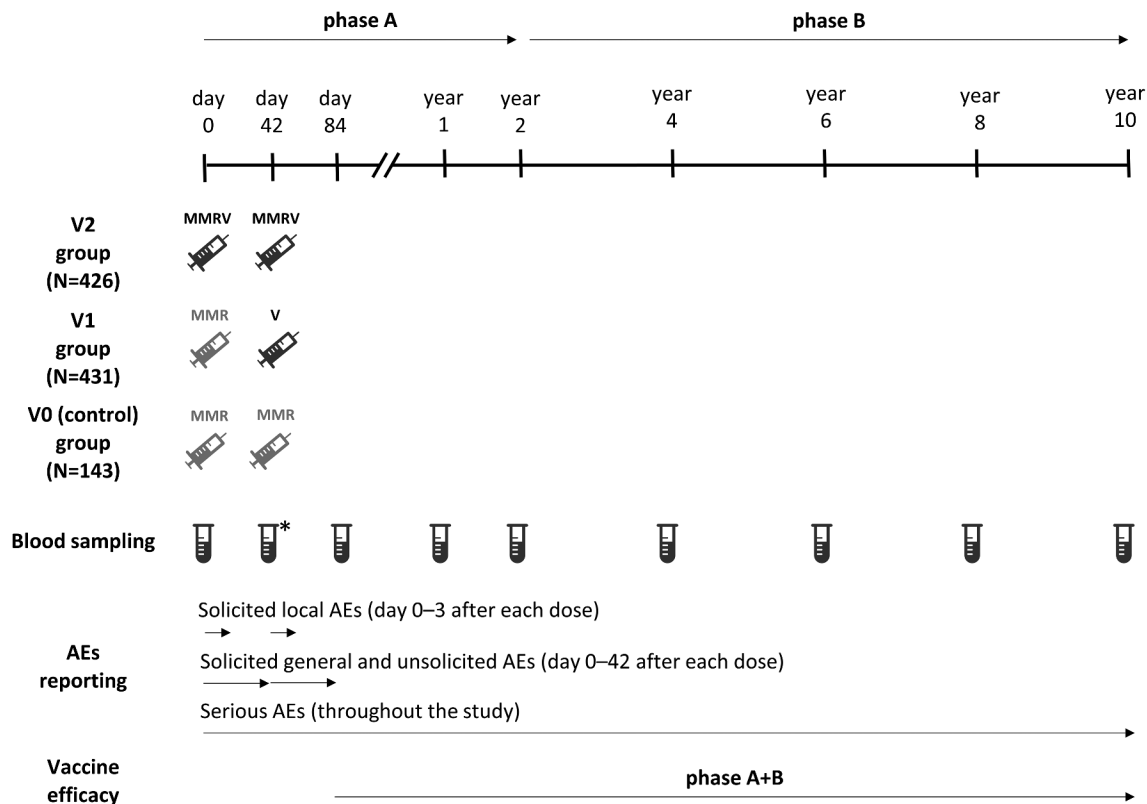 phase A phase B
day day day year year year year year year
0 42 84 1 2 4 6 8 10
MMRV MMRV
V2
group
(N=426)
MMR V
V1
group
(N=431)
MMR MMR
V0 (control)
group
(N=143)
Blood sampling *
Solicited local AEs (day 0–3 after each dose)
AEs
reporting
Solicited general and unsolicited AEs (day 0–42 after each dose)
Serious AEs (throughout the study)
Vaccine
efficacy
phase A+B